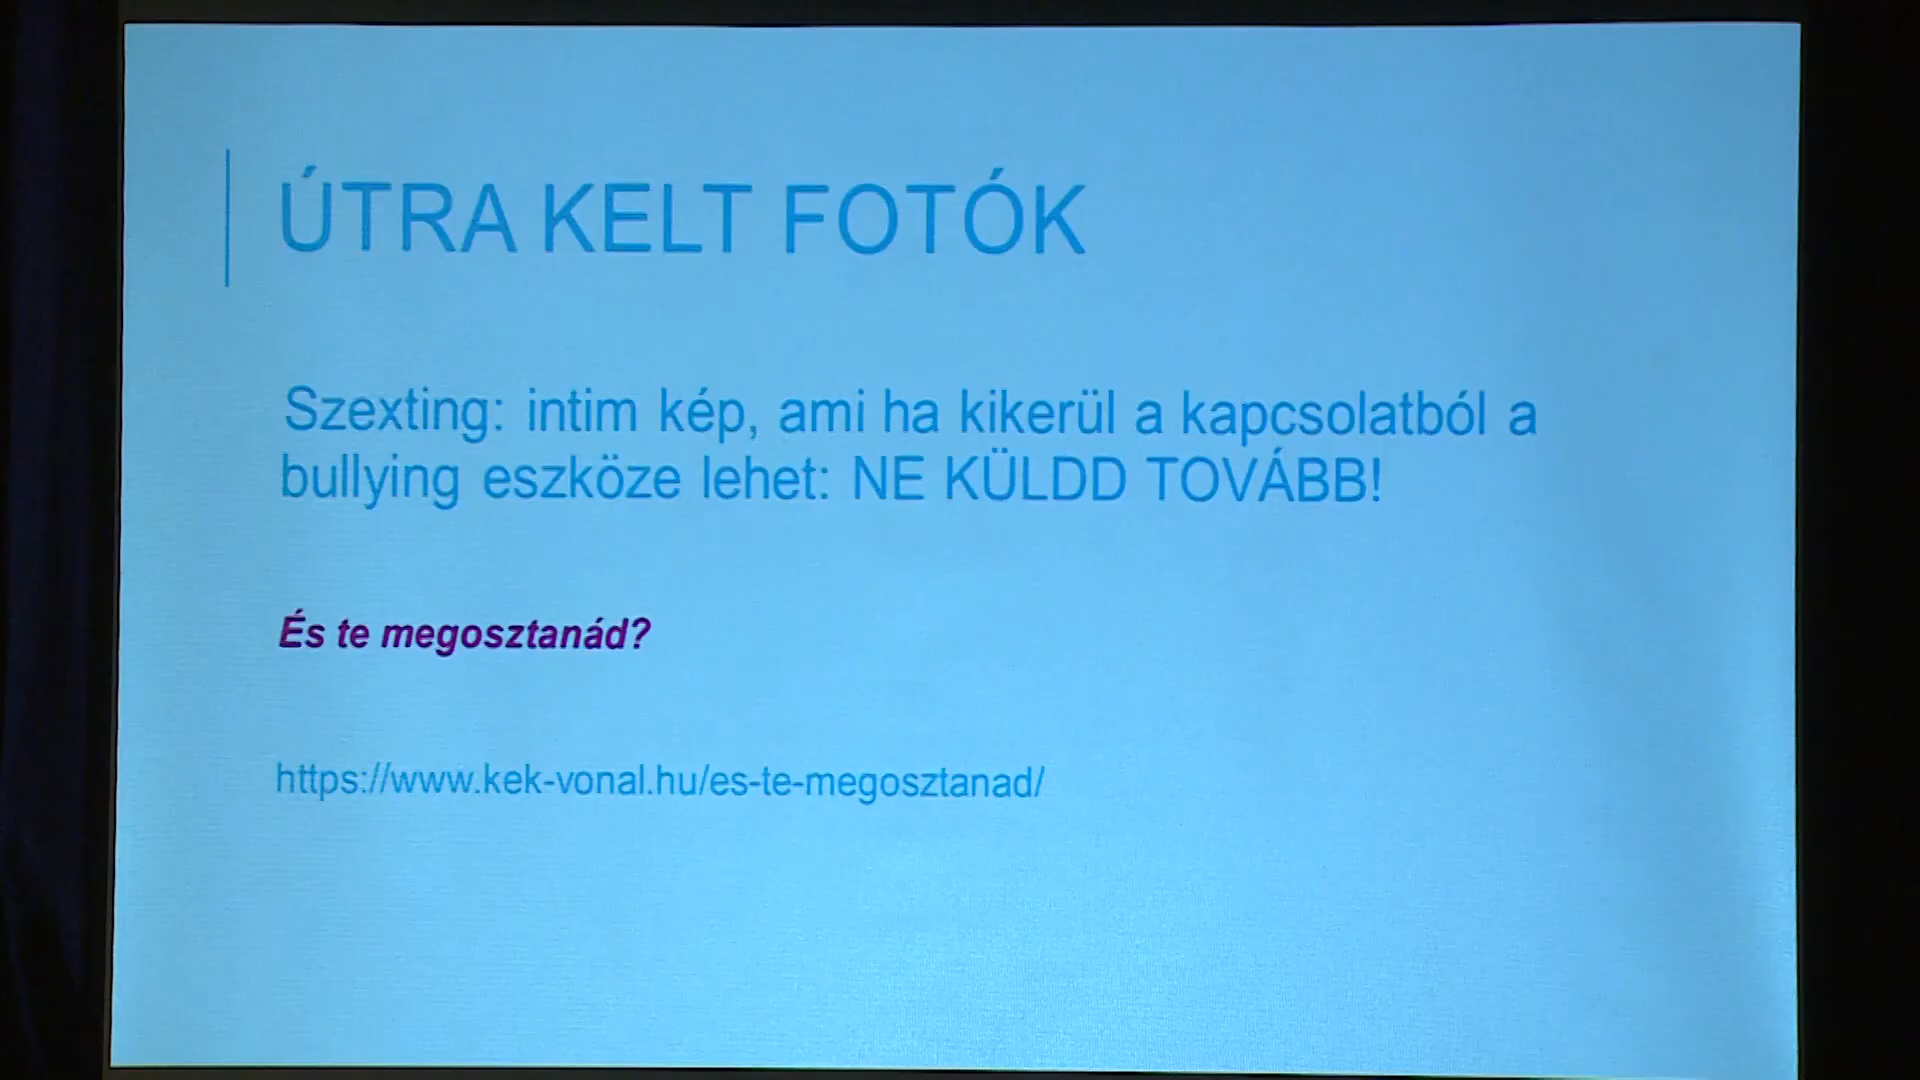 ÚTRA KELT FOTÓK
Szexting: intim kép, ami ha kikerül a kapcsolatból a
bullying eszköze lehet: NE KÜLDD TOVÁBB!
És te megosztanád?
https://www.kek-vonal.hu/es-te-megosztanad/